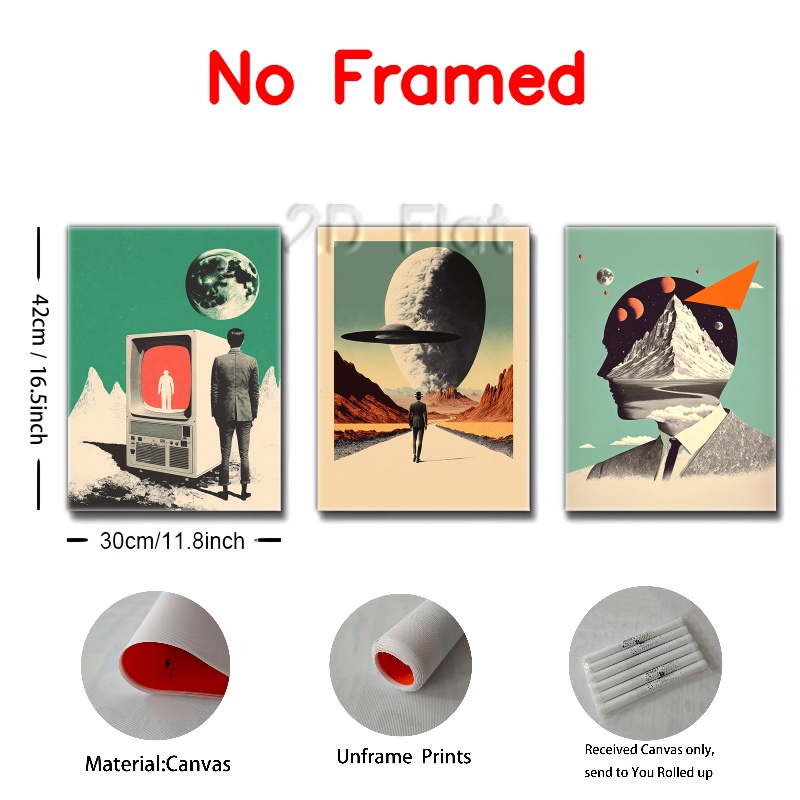 No Framed
2D Flat
42cm / 16.5inch
30cm/11.8inch
Material:Canvas
Unframe Prints
Received Canvas only,
send to You Rolled up